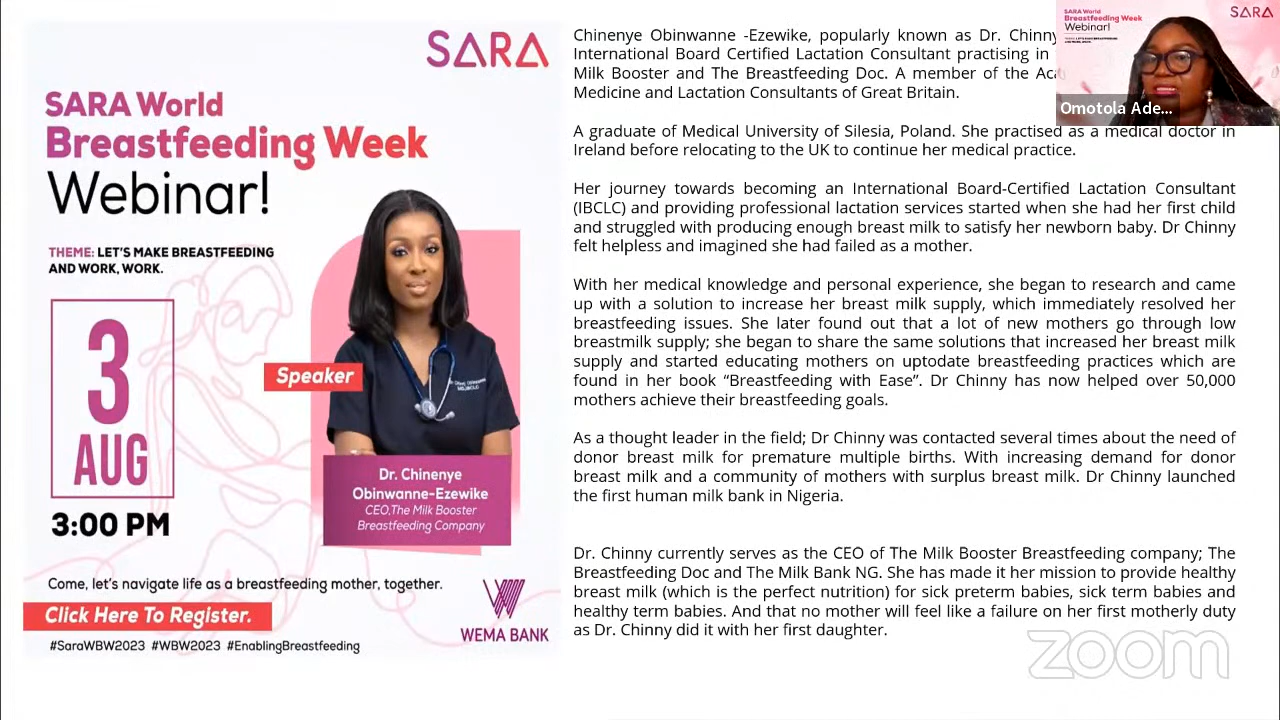 SARA
SARA World
Breastfeeding Week
Webinar!
THEME: LET'S MAKE BREASTFEEDING
AND WORK, WORK.
3
AUG
3:00 PM
Speaker
Dr. Chinenye
Obinwanne-Ezewike
CEO,The Milk Booster
Breastfeeding Company
Come, let's navigate life as a breastfeeding mother, together.
Click Here To Register.
#SaraWBW2023 #WBW2023 #EnablingBreastfeeding
WEMA BANK
Chinenye Obinwanne -Ezewike, popularly known as Dr. Chinny
International Board Certified Lactation Consultant practising in
Milk Booster and The Breastfeeding Doc. A member of the
Medicine and Lactation Consultants of Great Britain.
A graduate of Medical University of Silesia, Poland. She practised as a medical doctor in
Ireland before relocating to the UK to continue her medical practice.
Her journey towards becoming an International Board-Certified Lactation Consultant
(IBCLC) and providing professional lactation services started when she had her first child
and struggled with producing enough breast milk to satisfy her newborn baby. Dr Chinny
felt helpless and imagined she had failed as a mother.
With her medical knowledge and personal experience, she began to research and came
up with a solution to increase her breast milk supply, which immediately resolved her
breastfeeding issues. She later found out that a lot of new mothers go through low
breastmilk supply; she began to share the same solutions that increased her breast milk
supply and started educating mothers on uptodate breastfeeding practices which are
found in her book “Breastfeeding with Ease”. Dr Chinny has now helped over 50,000
mothers achieve their breastfeeding goals.
As a thought leader in the field; Dr Chinny was contacted several times about the need of
donor breast milk for premature multiple births. With increasing demand for donor
breast milk and a community of mothers with surplus breast milk. Dr Chinny launched
the first human milk bank in Nigeria.
Dr. Chinny currently serves as the CEO of The Milk Booster Breastfeeding company; The
Breastfeeding Doc and The Milk Bank NG. She has made it her mission to provide healthy
breast milk (which is the perfect nutrition) for sick preterm babies, sick term babies and
healthy term babies. And that no mother will feel like a failure on her first motherly duty
as Dr. Chinny did it with her first daughter.
SARA World
Breastfeeding Week
Webinar!
SARA
Omotola Ade...
zoom